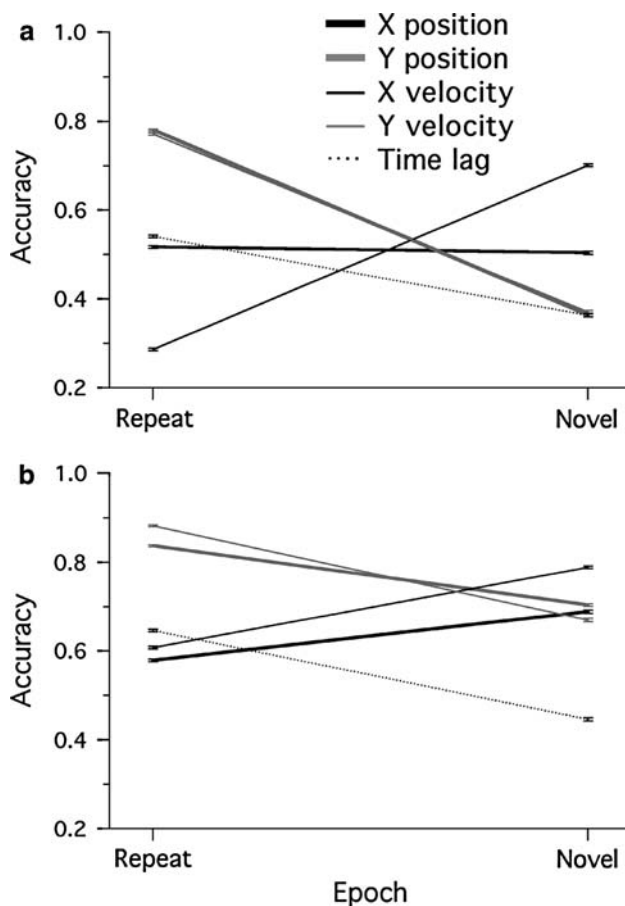 a
1.0
0.8
0.6
0.4
0.2
Accuracy
X position
Y position
X velocity
Y velocity
Time lag
Repeat
Novel
b
1.0
0.8
0.6
0.4
0.2
Accuracy
Repeat
Novel
Epoch